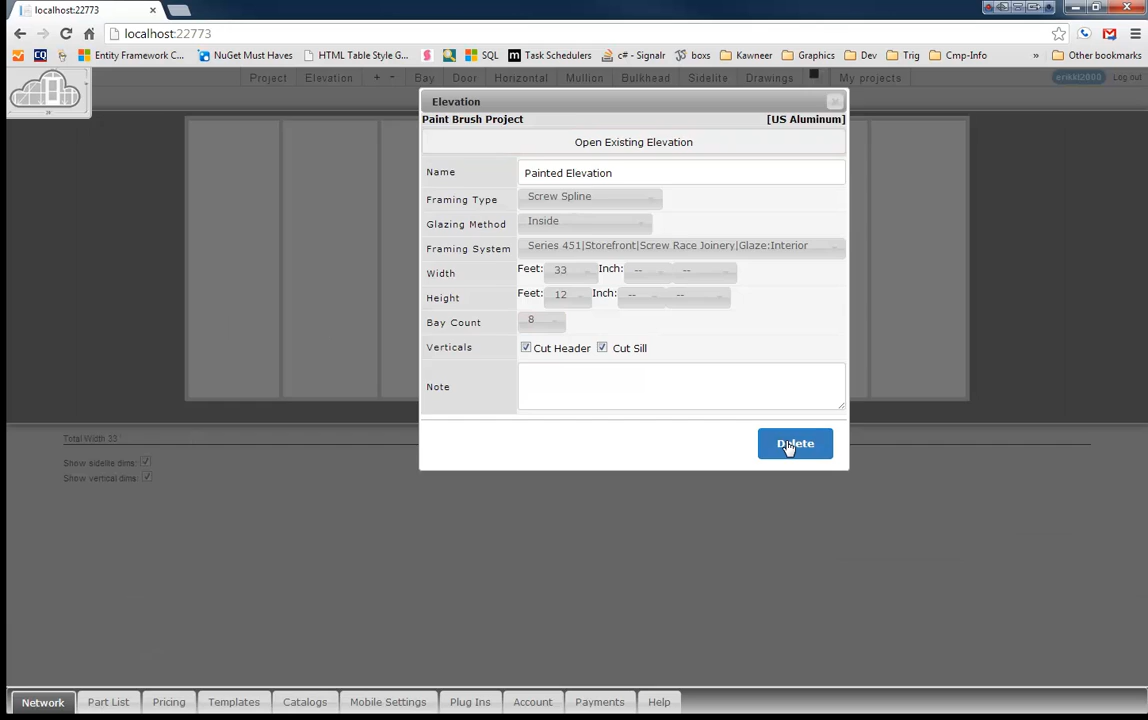 localhost:22773
localhost:22773
Entity Framework C...
NuGet Must Haves
HTML Table Style G...
SQL
Task Schedulers
c# - Signalr
boxs
Kawneer
Graphics
Dev
Trig
Cmp-Info
Other bookmarks
Project
Elevation
+
Bay
Door
Horizontal
Mullion
Bulkhead
Sidelite
Drawings
My projects
erikkl2000
Log out
Elevation
Paint Brush Project [US Aluminum]
Open Existing Elevation
Name Painted Elevation
Framing Type Screw Spline
Glazing Method Inside
Framing System Series 451|Storefront|Screw Race Joinery|Glaze:Interior
Width Feet: 33 Inch: -- --
Height Feet: 12 Inch: -- --
Bay Count 8
Verticals Cut Header Cut Sill
Note
Delete
Total Width 33 '
Show sidelite dims:
Show vertical dims:
Network
Part List
Pricing
Templates
Catalogs
Mobile Settings
Plug Ins
Account
Payments
Help